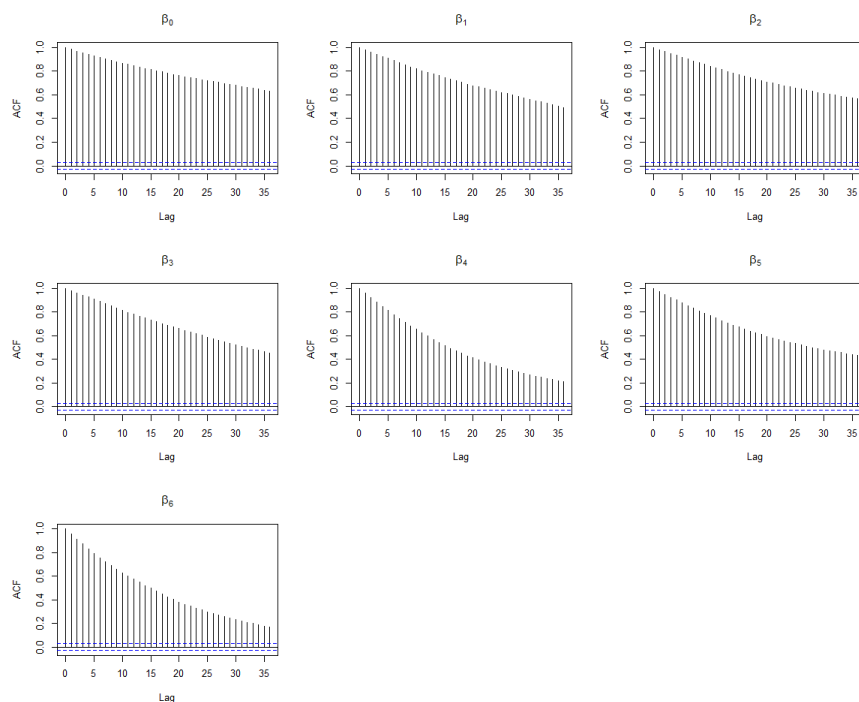 β0 β1 β2
ACF 0.0 0.2 0.4 0.6 0.8 1.0 ACF 0.0 0.2 0.4 0.6 0.8 1.0 ACF 0.0 0.2 0.4 0.6 0.8 1.0
0 5 10 15 20 25 30 35 0 5 10 15 20 25 30 35 0 5 10 15 20 25 30 35
Lag Lag Lag
β3 β4 β5
ACF 0.0 0.2 0.4 0.6 0.8 1.0 ACF 0.0 0.2 0.4 0.6 0.8 1.0 ACF 0.0 0.2 0.4 0.6 0.8 1.0
0 5 10 15 20 25 30 35 0 5 10 15 20 25 30 35 0 5 10 15 20 25 30 35
Lag Lag Lag
β6
ACF 0.0 0.2 0.4 0.6 0.8 1.0
0 5 10 15 20 25 30 35
Lag